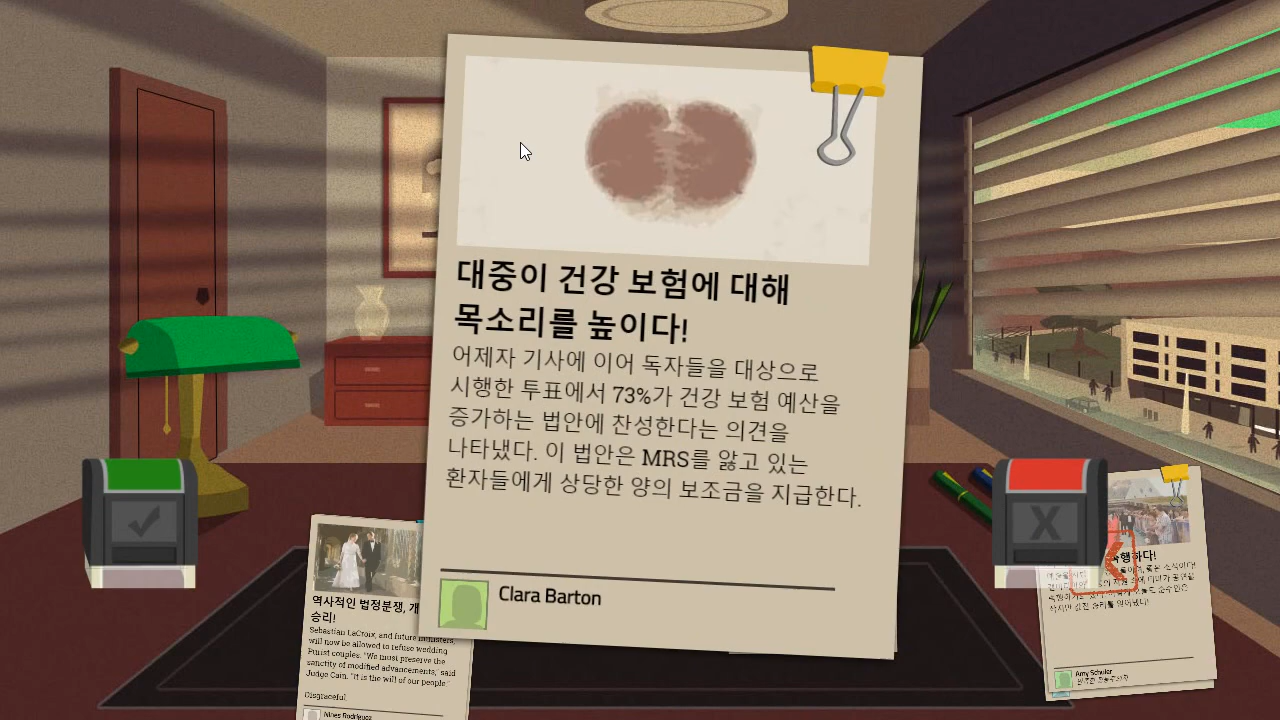 대중이 건강 보험에 대해
목소리를 높이다!
어제자 기사에 이어 독자들을 대상으로
시행한 투표에서 73%가 건강 보험 예산을
증가하는 법안에 찬성한다는 의견을
나타냈다. 이 법안은 MRS를 앓고 있는
환자들에게 상당한 양의 보조금을 지급한다.
Clara Barton
역사적인 법정분쟁,
승리!
Sebastian LaCroix, and future ministers,
will now be allowed to refuse wedding
Purist couples. "We must preserve the
sanctity of modified advancements," said
Judge Cain. "It is the will of our people."
Disgraceful.
Nines Rodriguez
Amy Schuler